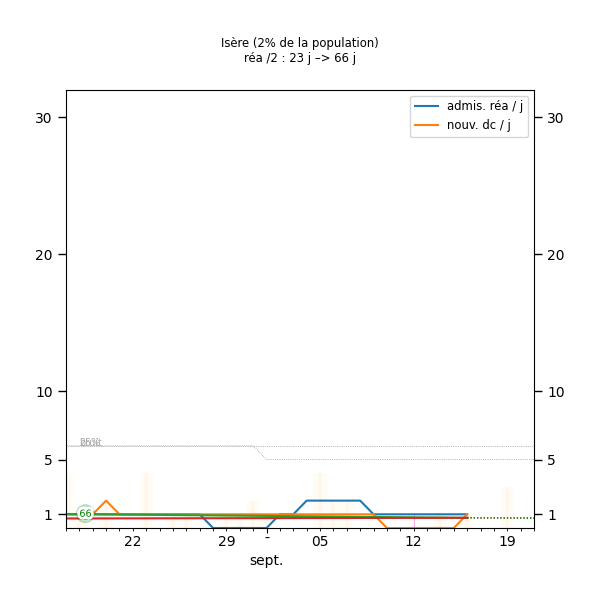 Isère (2% de la population)
réa /2 : 23 j –> 66 j
admis. réa / j
nouv. dc / j
30 30
20 20
10 10
5 5
66
1 1
22 29 05 12 19
sept.